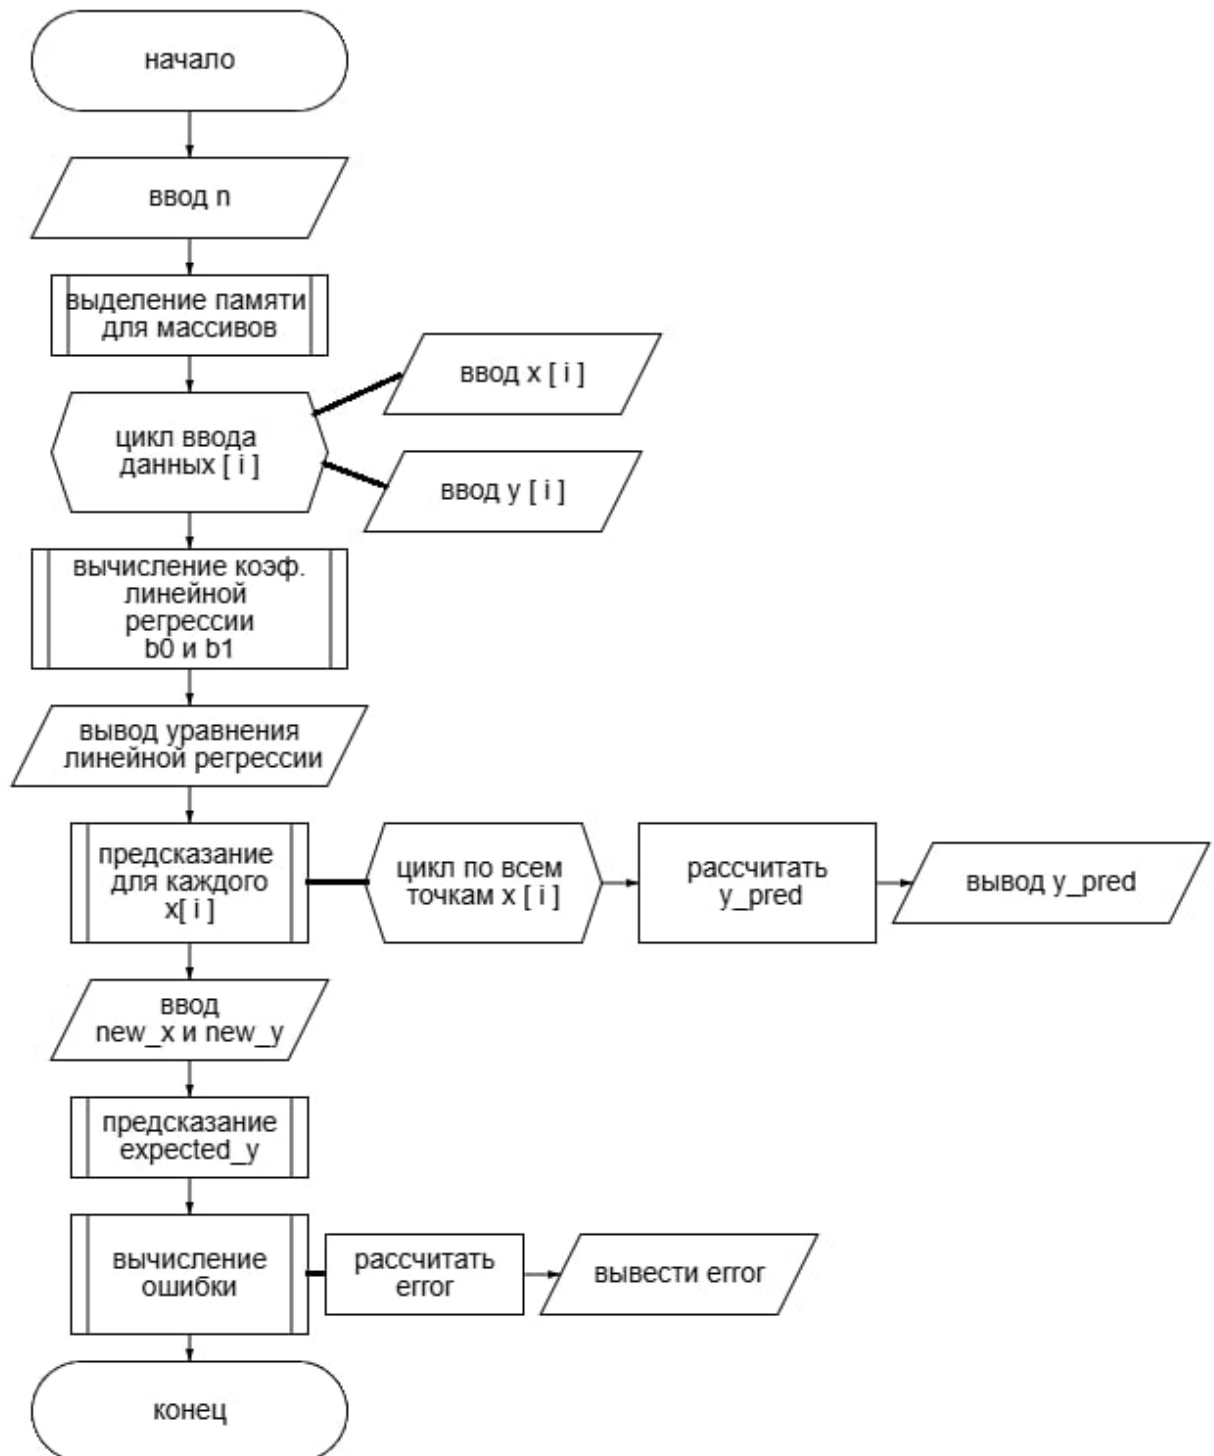 начало
ввод n
выделение памяти
для массивов
ввод x [ i ]
цикл ввода
данных [ i ]
ввод y [ i ]
вычисление коэф.
линейной
регрессии
b0 и b1
вывод уравнения
линейной регрессии
предсказание
для каждого
x[ i ]
цикл по всем
точкам x [ i ]
рассчитать
y_pred
вывод y_pred
ввод
new_x и new_y
предсказание
expected_y
вычисление
ошибки
рассчитать
error
вывести error
конец